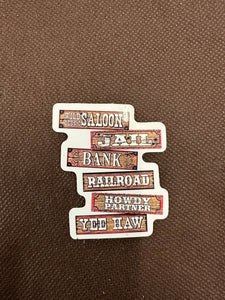 SALOON
JAIL
BANK
RAILROAD
HOWDY
PARTNER
YEE HAW